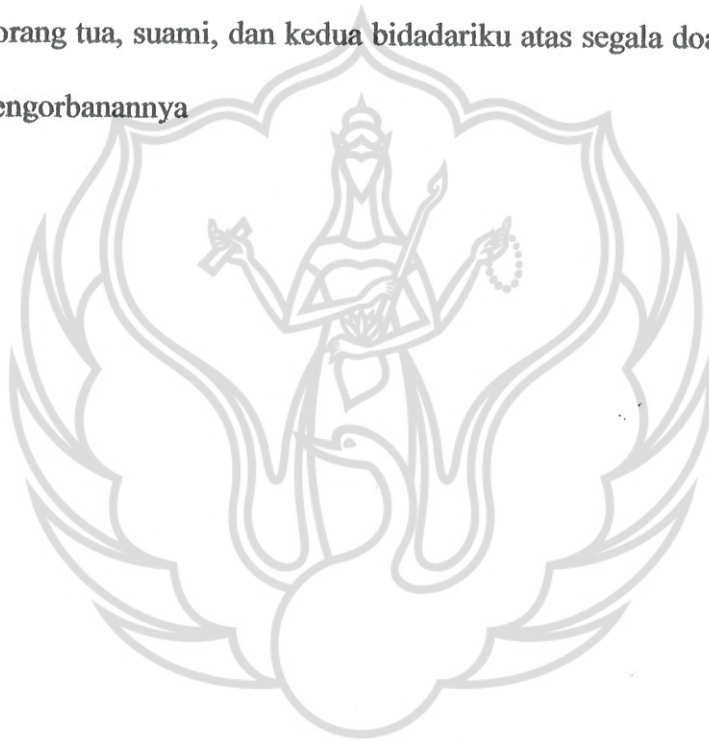 orang tua, suami, dan kedua bidadariku atas segala doa
engorbanannya